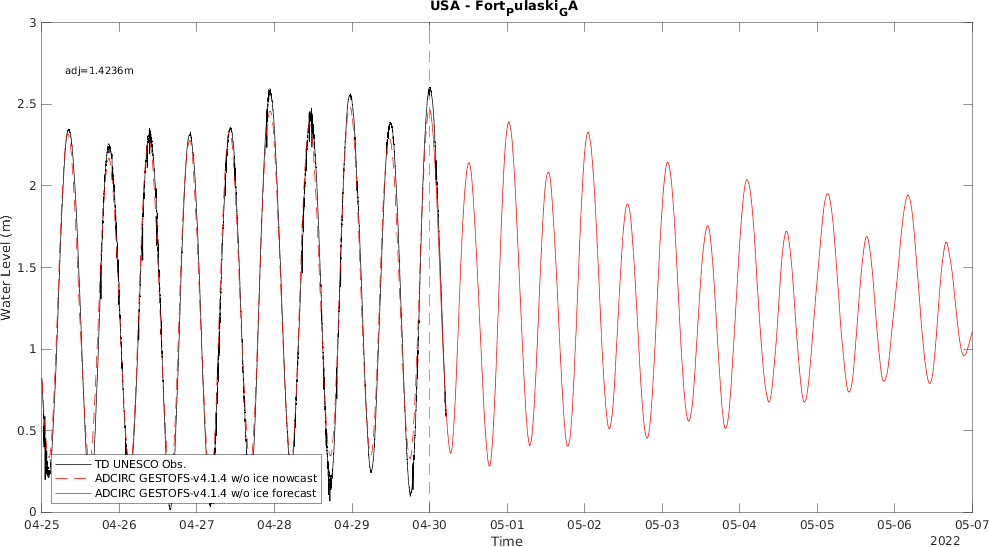 USA - FortPulaskiGA
adj=1.4236m
3
2.5
2
1.5
1
0.5
0
Water Level (m)
TD UNESCO Obs.
ADCIRC GESTOFS-v4.1.4 w/o ice nowcast
ADCIRC GESTOFS-v4.1.4 w/o ice forecast
04-25 04-26 04-27 04-28 04-29 04-30 05-01 05-02 05-03 05-04 05-05 05-06 05-07
Time
2022